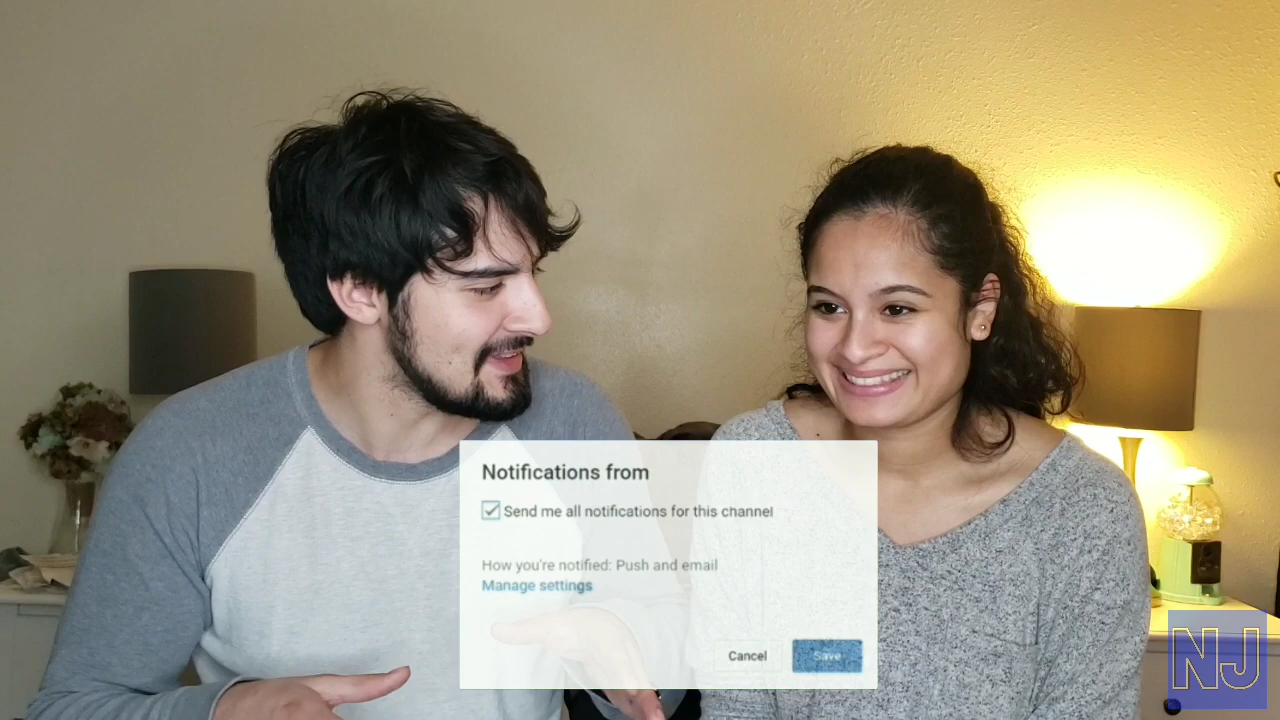 Notifications from
Send me all notifications for this channel
How you're notified: Push and email
Manage settings
Cancel
Save
NJ